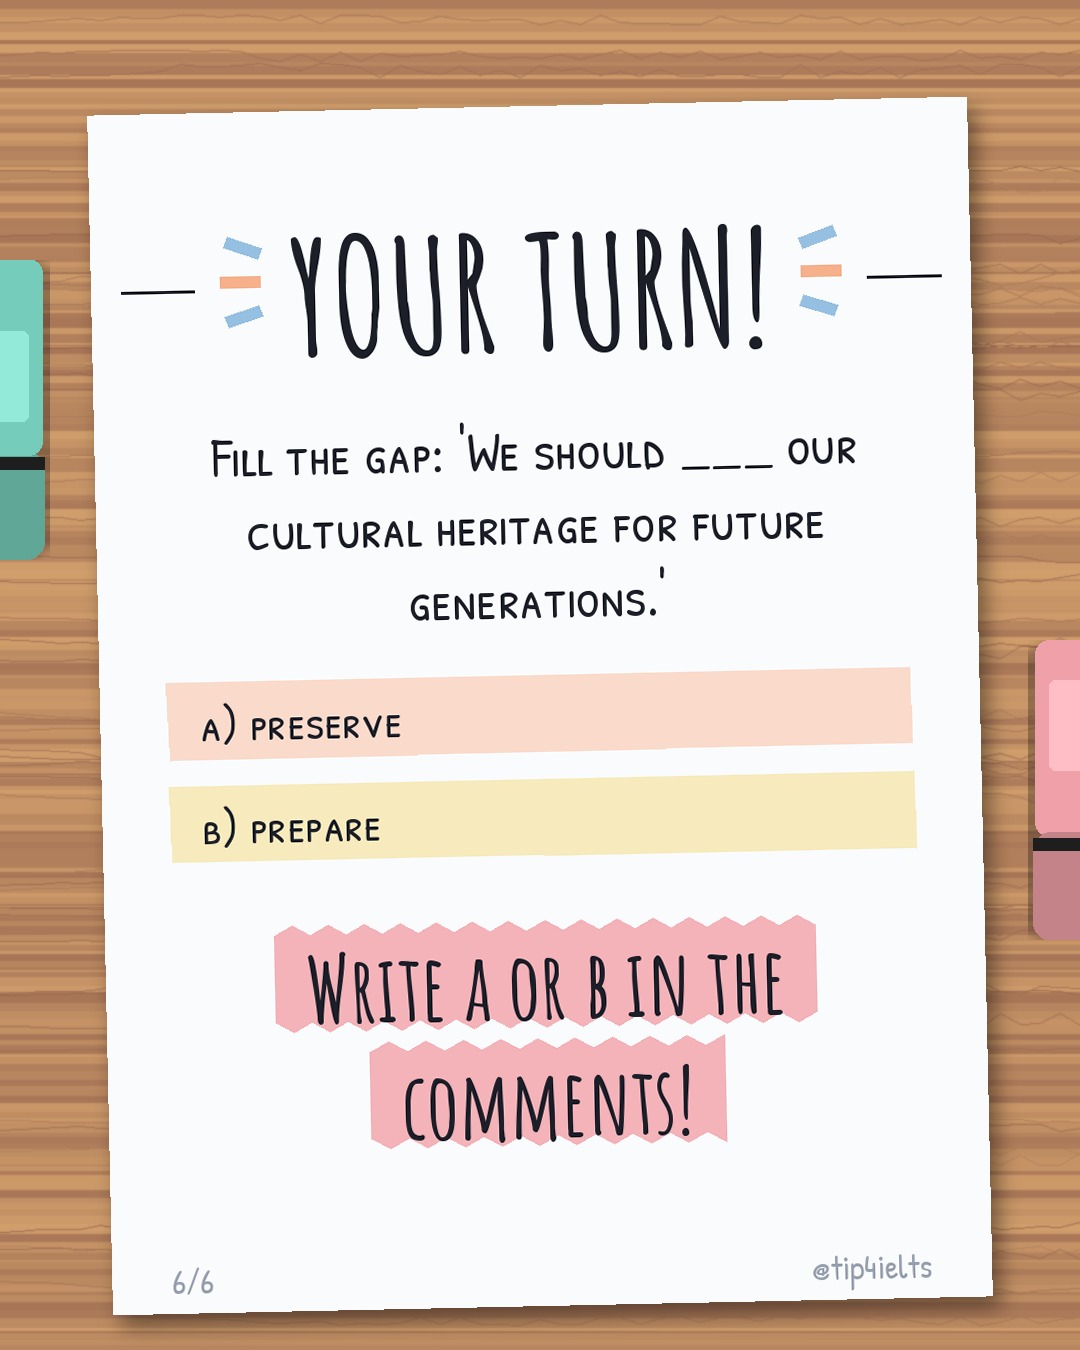 YOUR TURN!
Fill the gap: 'We should ___ our
cultural heritage for future
generations.'
A) preserve
B) prepare
Write A or B in the
comments!
6/6
@tip4ielts